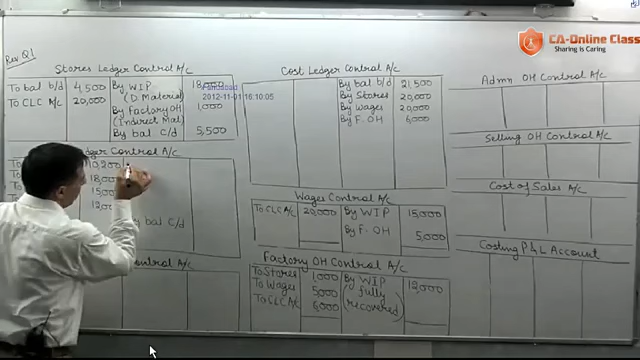 Rev. Q1
CA-Online Class
Sharing is Caring
2012-11-01 16:10:05
Stores Ledger Control A/c
To bal b/d 4,500 By WIP 18,000
(D Material)
To CLC A/c 20,000 By Factory OH 1,000
(Indirect Mat)
By bal c/d 5,500
Ledger Control A/c
10,200
18,000
15,00
12,00
By bal c/d
ontrol A/c
Cost Ledger Control A/c
By bal b/d 21,500
By Stores 20,000
By Wages 20,000
By F. OH 6,000
Wages Control A/c
To CLC A/c 20,000 By WIP 15,000
By F. OH 5,000
Factory OH Control A/c
To Stores 1,000 By WIP 12,000
To Wages 5,000 (fully
To CLC A/c 6,000 recovered)
Admn OH Control A/c
Selling OH Control A/c
Cost of Sales A/c
Costing P & L Account